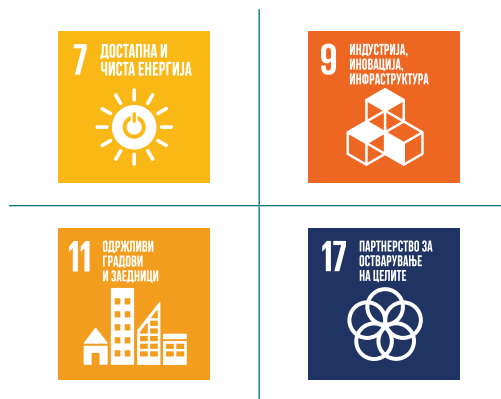 7 ДОСТАПНА И
ЧИСТА ЕНЕРГИЈА
9 ИНДУСТРИЈА,
ИНОВАЦИЈА,
ИНФРАСТРУКТУРА
11 ОДРЖЛИВИ
ГРАДОВИ
И ЗАЕДНИЦИ
17 ПАРТНЕРСТВО ЗА
ОСТВАРУВАЊЕ
НА ЦЕЛИТЕ